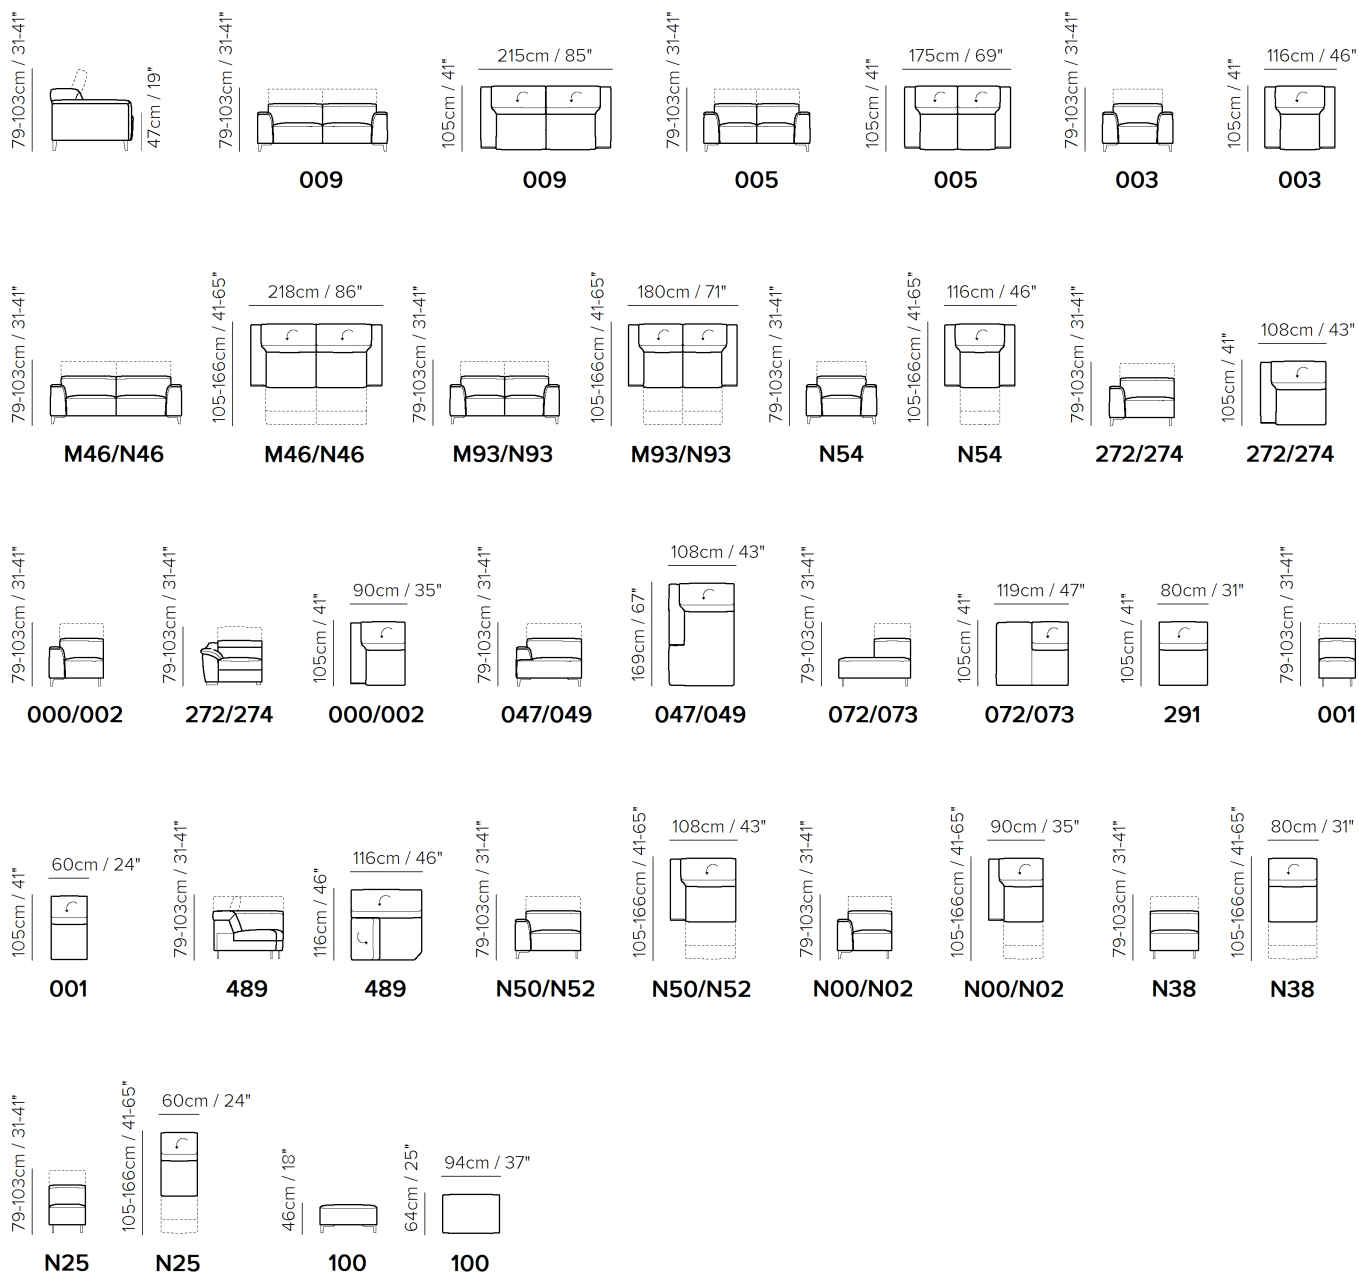 79-103cm / 31-41"
47cm / 19"
79-103cm / 31-41"
009
215cm / 85"
105cm / 41"
009
79-103cm / 31-41"
005
175cm / 69"
105cm / 41"
005
79-103cm / 31-41"
003
116cm / 46"
105cm / 41"
003
79-103cm / 31-41"
M46/N46
218cm / 86"
105-166cm / 41-65"
M46/N46
79-103cm / 31-41"
M93/N93
180cm / 71"
105-166cm / 41-65"
M93/N93
79-103cm / 31-41"
N54
116cm / 46"
105-166cm / 41-65"
N54
79-103cm / 31-41"
272/274
108cm / 43"
105cm / 41"
272/274
79-103cm / 31-41"
000/002
79-103cm / 31-41"
272/274
90cm / 35"
105cm / 41"
000/002
79-103cm / 31-41"
047/049
108cm / 43"
169cm / 67"
047/049
79-103cm / 31-41"
072/073
119cm / 47"
105cm / 41"
072/073
80cm / 31"
105cm / 41"
291
79-103cm / 31-41"
001
60cm / 24"
105cm / 41"
001
79-103cm / 31-41"
489
116cm / 46"
116cm / 46"
489
79-103cm / 31-41"
N50/N52
108cm / 43"
105-166cm / 41-65"
N50/N52
79-103cm / 31-41"
N00/N02
90cm / 35"
105-166cm / 41-65"
N00/N02
79-103cm / 31-41"
N38
80cm / 31"
105-166cm / 41-65"
N38
79-103cm / 31-41"
N25
60cm / 24"
105-166cm / 41-65"
N25
46cm / 18"
100
94cm / 37"
64cm / 25"
100